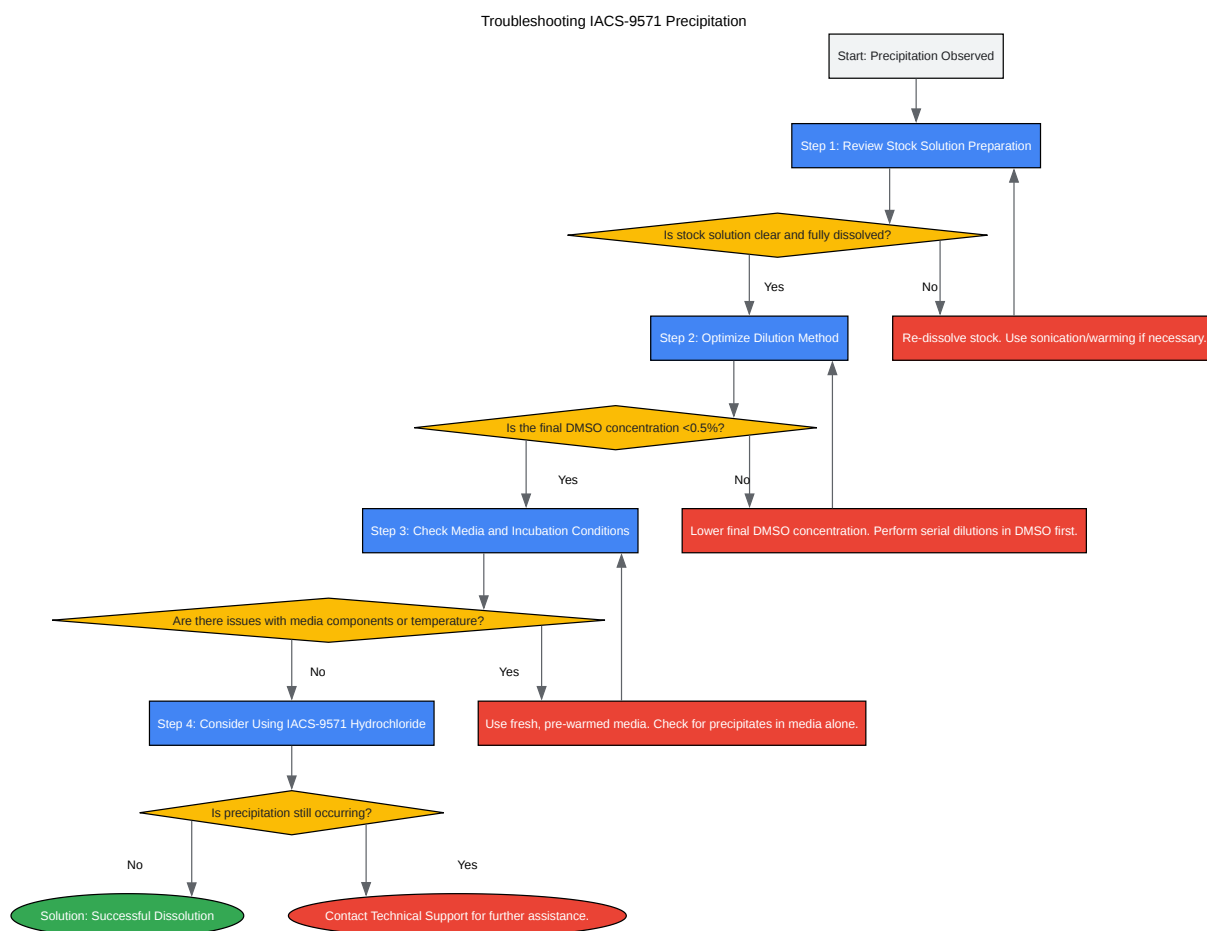 Troubleshooting IACS-9571 Precipitation
Start: Precipitation Observed
Step 1: Review Stock Solution Preparation
Is stock solution clear and fully dissolved?
Yes
No
Step 2: Optimize Dilution Method
Re-dissolve stock. Use sonication/warming if necessary.
Is the final DMSO concentration <0.5%?
Yes
No
Step 3: Check Media and Incubation Conditions
Lower final DMSO concentration. Perform serial dilutions in DMSO first.
Are there issues with media components or temperature?
No
Yes
Step 4: Consider Using IACS-9571 Hydrochloride
Use fresh, pre-warmed media. Check for precipitates in media alone.
Is precipitation still occurring?
No
Yes
Solution: Successful Dissolution
Contact Technical Support for further assistance.